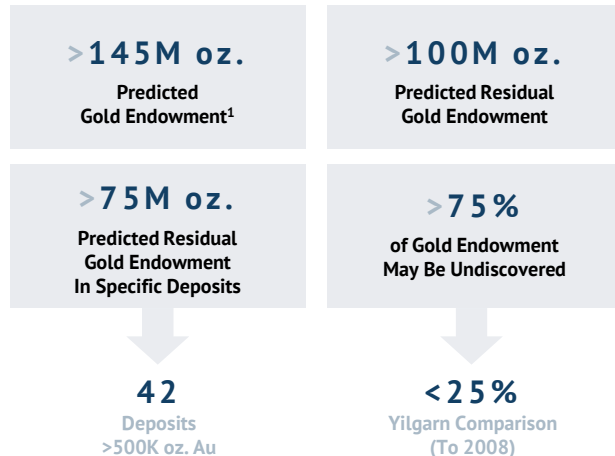 >145M oz.
Predicted
Gold Endowment¹
>100M oz.
Predicted Residual
Gold Endowment
>75M oz.
Predicted Residual
Gold Endowment
In Specific Deposits
>75%
of Gold Endowment
May Be Undiscovered
42
Deposits
>500K oz. Au
<25%
Yilgarn Comparison
(To 2008)